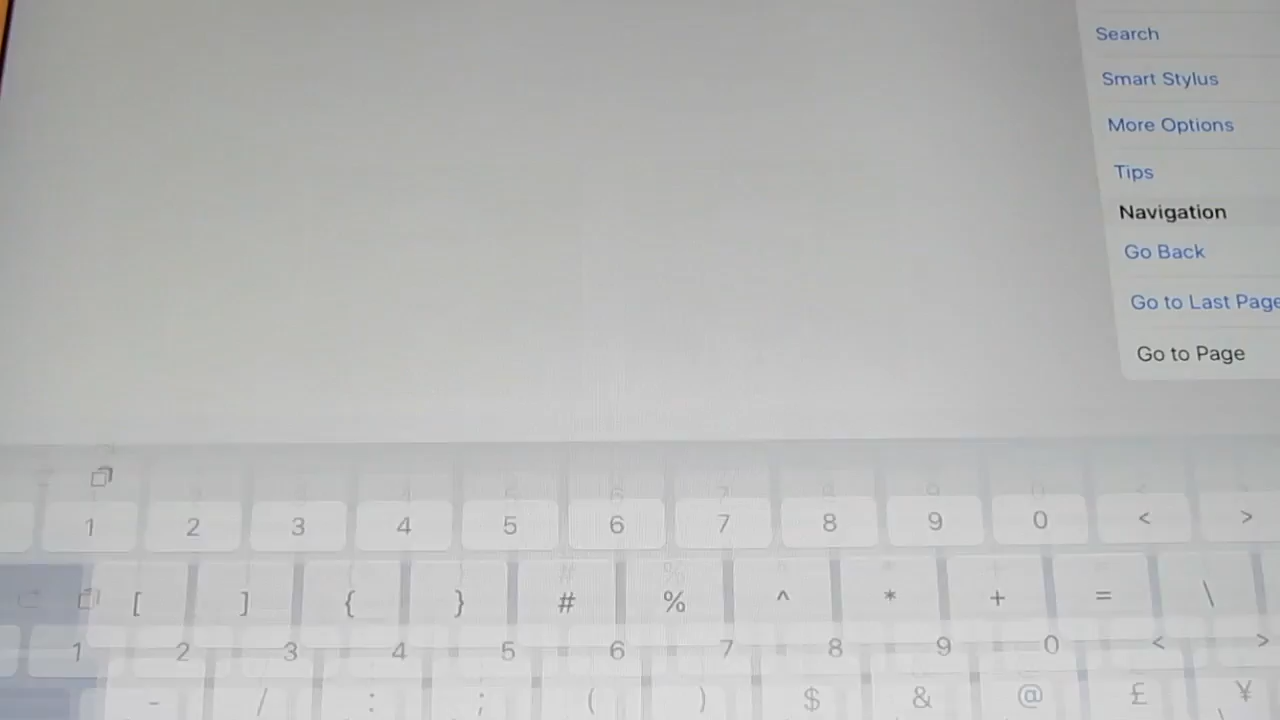 Search
Smart Stylus
More Options
Tips
Navigation
Go Back
Go to Last Page
Go to Page
1 2 3 4 5 6 7 8 9 0 < >
[ ] { } # % ^ * + = \
1 2 3 4 5 6 7 8 9 0 < >
- / : ; ( ) $ & @ £ ¥